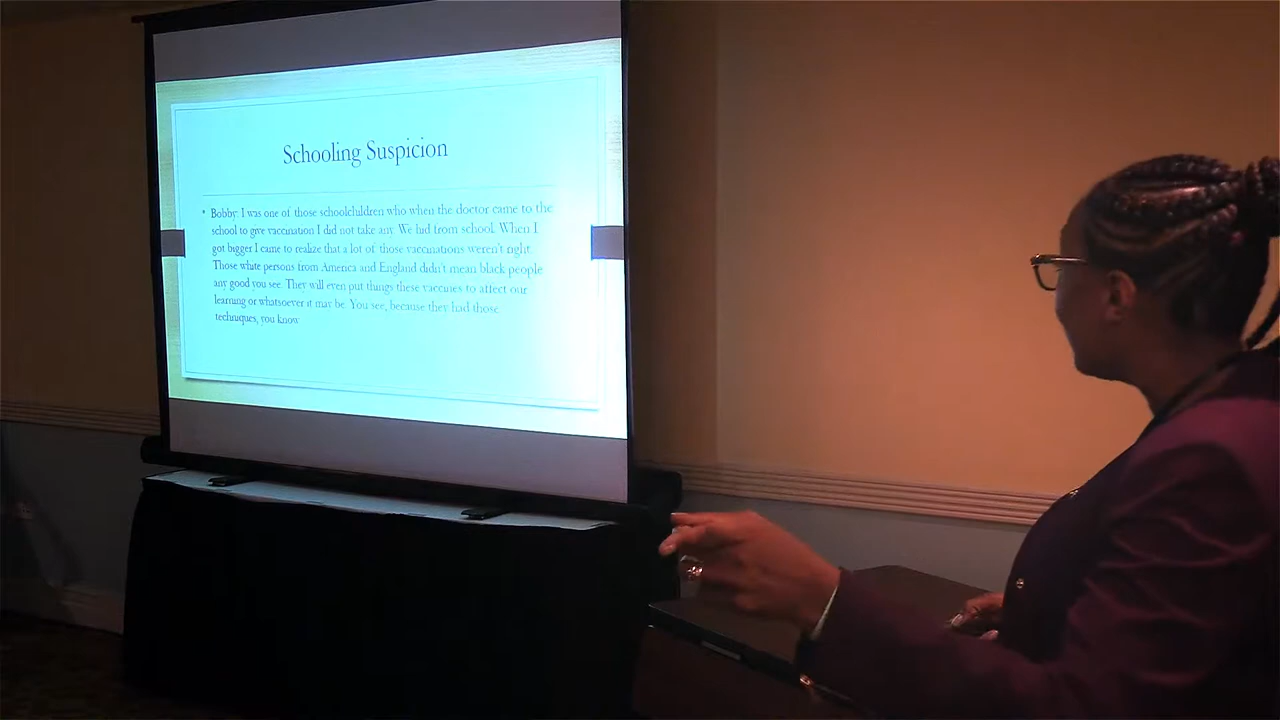 Schooling Suspicion
• Bobby: I was one of those schoolchildren who when the doctor came to the
school to give vaccination I did not take any. We hid from school. When I
got bigger I came to realize that a lot of those vaccinations weren't right.
Those white persons from America and England didn't mean black people
any good you see. They will even put things these vaccines to affect our
learning or whatsoever it may be. You see, because they had those
techniques, you know